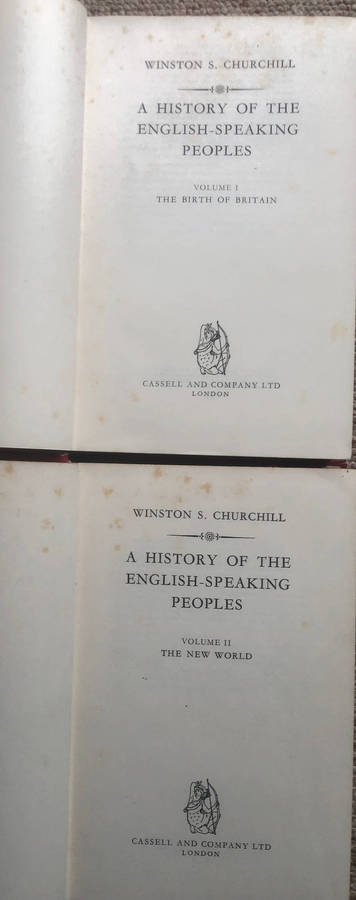 WINSTON S. CHURCHILL
A HISTORY OF THE
ENGLISH-SPEAKING
PEOPLES
VOLUME I
THE BIRTH OF BRITAIN
CASSELL AND COMPANY LTD
LONDON
WINSTON S. CHURCHILL
A HISTORY OF THE
ENGLISH-SPEAKING
PEOPLES
VOLUME II
THE NEW WORLD
CASSELL AND COMPANY LTD
LONDON